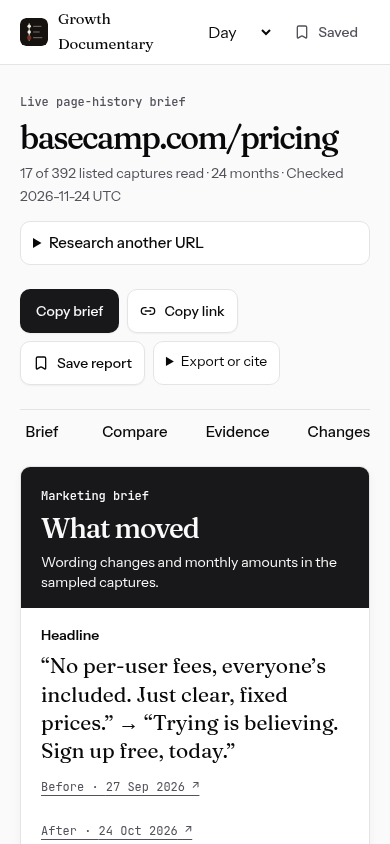 Growth
Documentary
Day
Saved
Live page-history brief
basecamp.com/pricing
17 of 392 listed captures read · 24 months · Checked
2026-11-24 UTC
Research another URL
Copy brief
Copy link
Save report
Export or cite
Brief
Compare
Evidence
Changes
Marketing brief
What moved
Wording changes and monthly amounts in the
sampled captures.
Headline
“No per-user fees, everyone’s
included. Just clear, fixed
prices.” → “Trying is believing.
Sign up free, today.”
Before · 27 Sep 2026 ↗
After · 24 Oct 2026 ↗